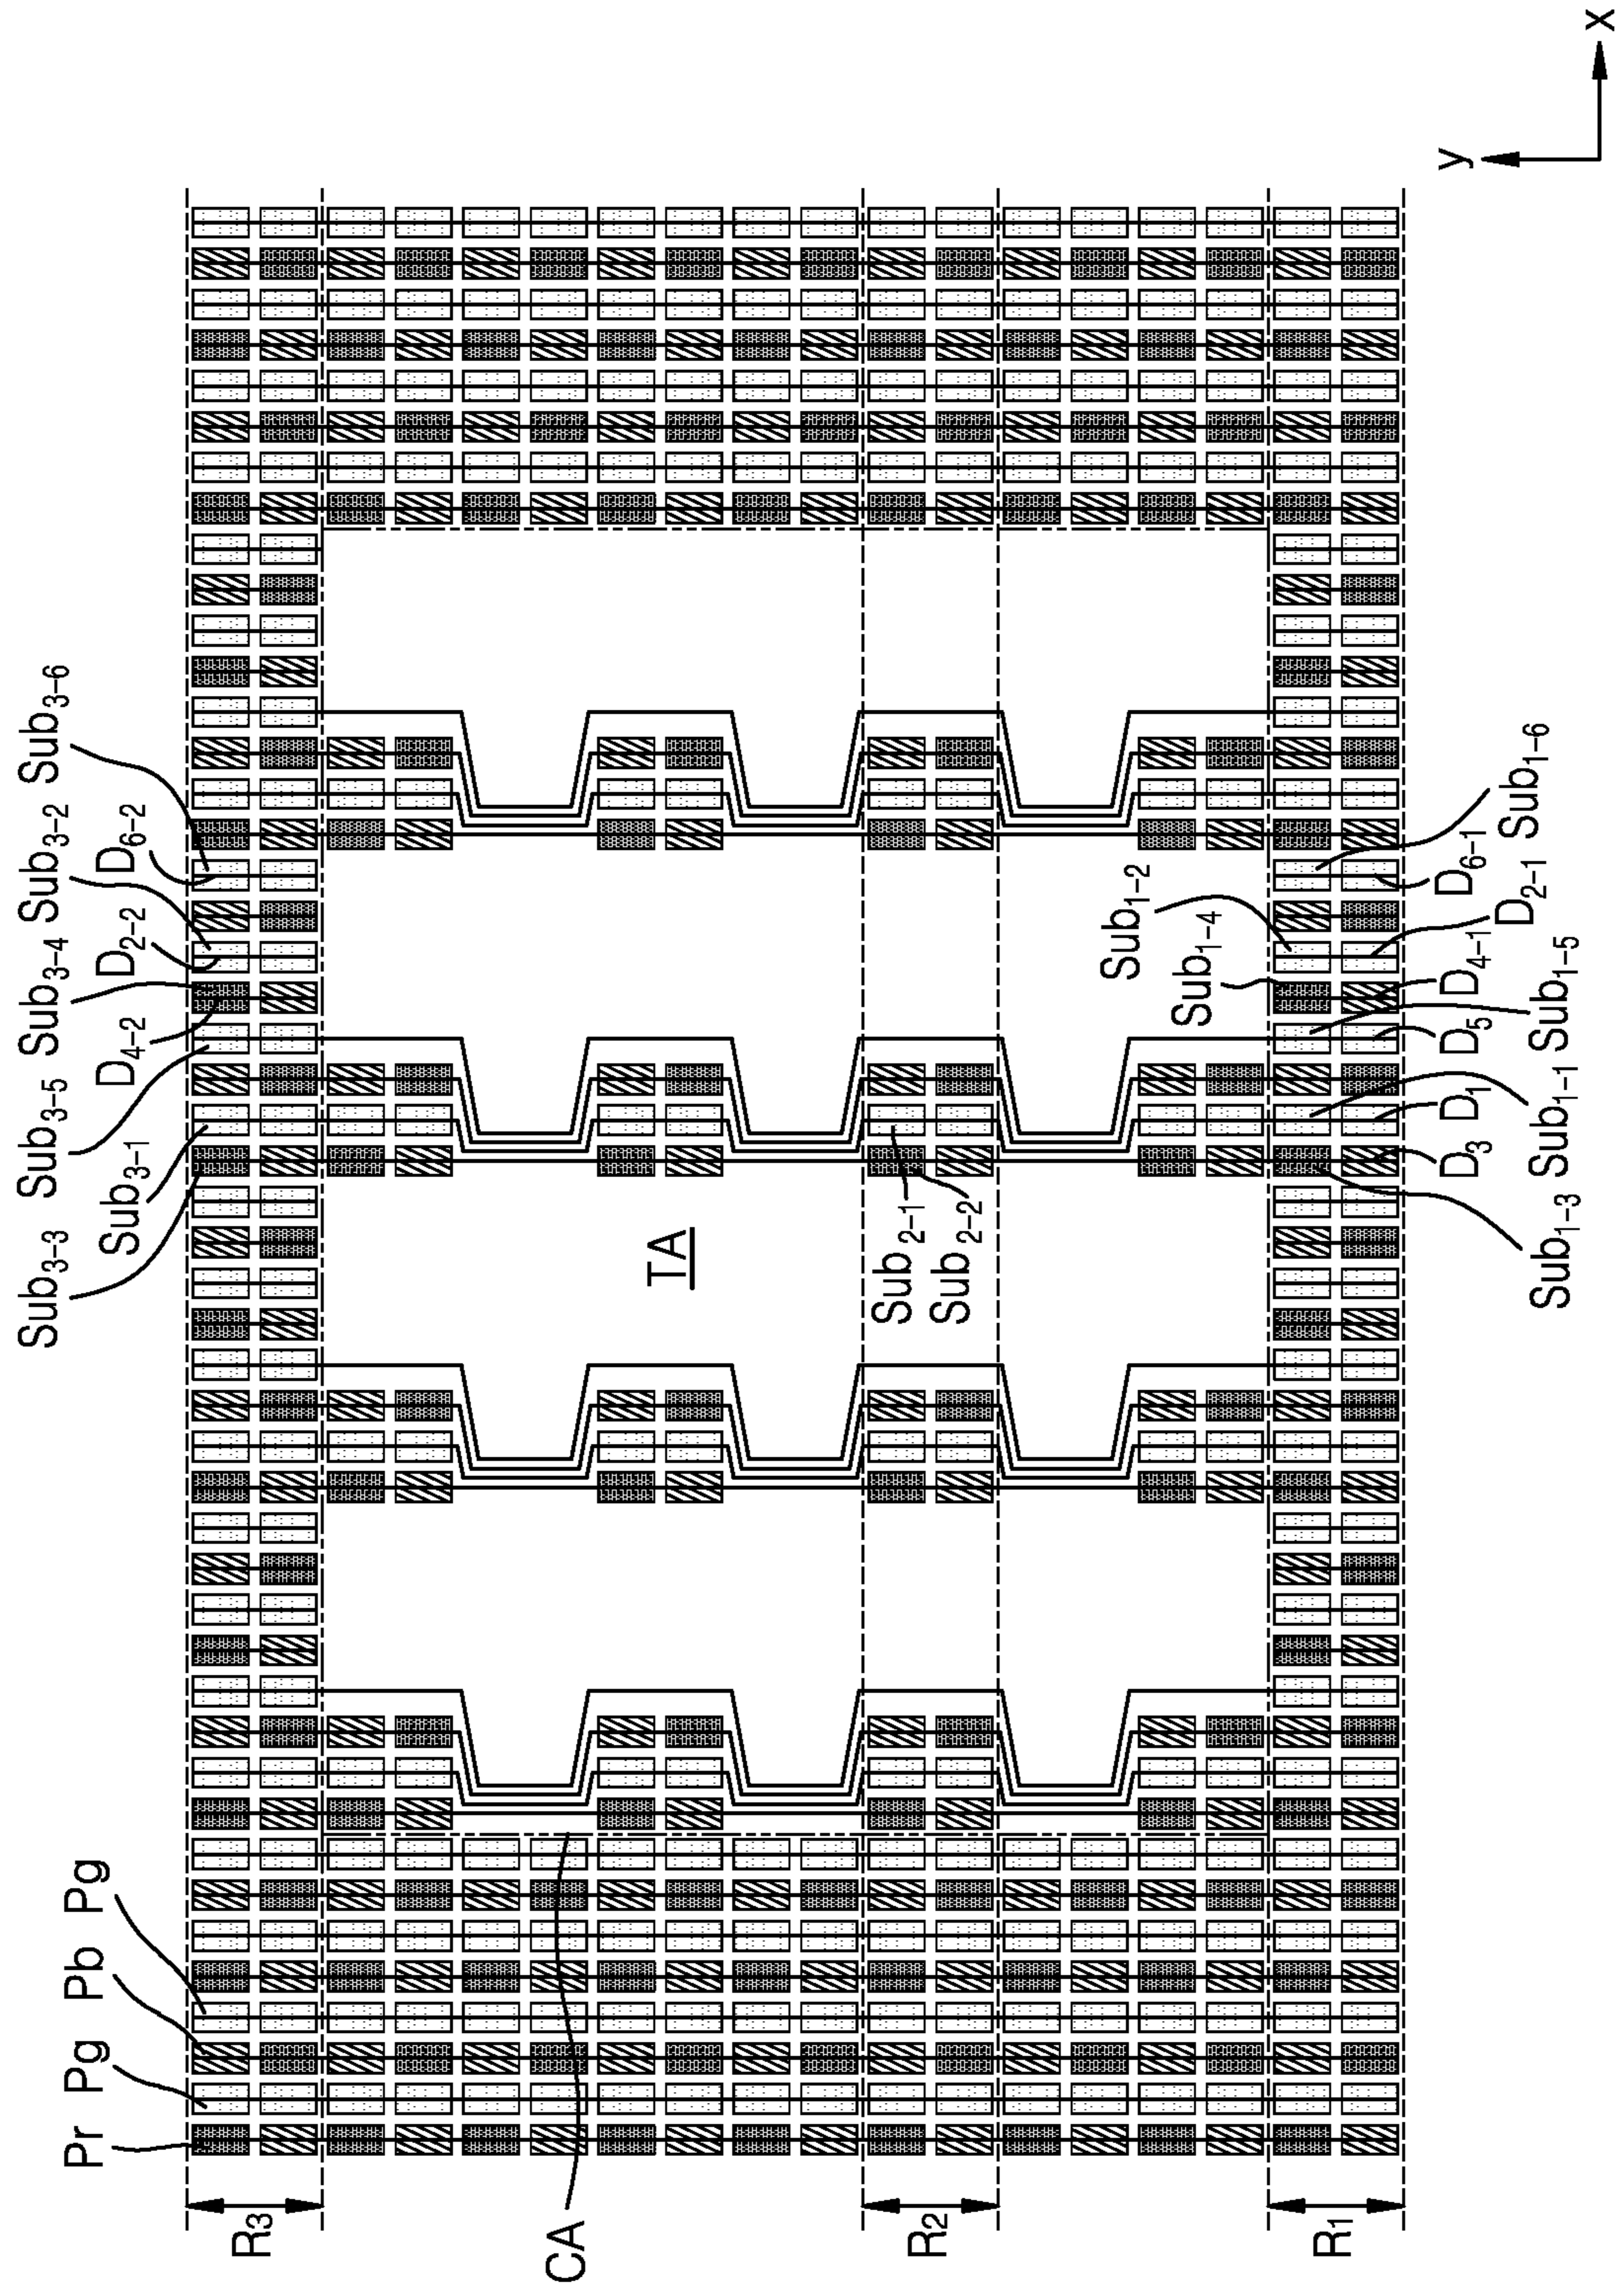 x
y
Sub₃₋₆
D₆₋₂
Sub₃₋₂
D₂₋₂
Sub₃₋₄
D₄₋₂
Sub₃₋₅
Sub₃₋₁
Sub₃₋₃
Pg
Pb
Pg
Pr
R₃
CA
R₂
R₁
TA
Sub₂₋₁
Sub₂₋₂
Sub₁₋₂
Sub₁₋₄
Sub₁₋₆
D₆₋₁
D₂₋₁
D₄₋₁
Sub₁₋₅
D₅
D₁
Sub₁₋₁
D₃
Sub₁₋₃